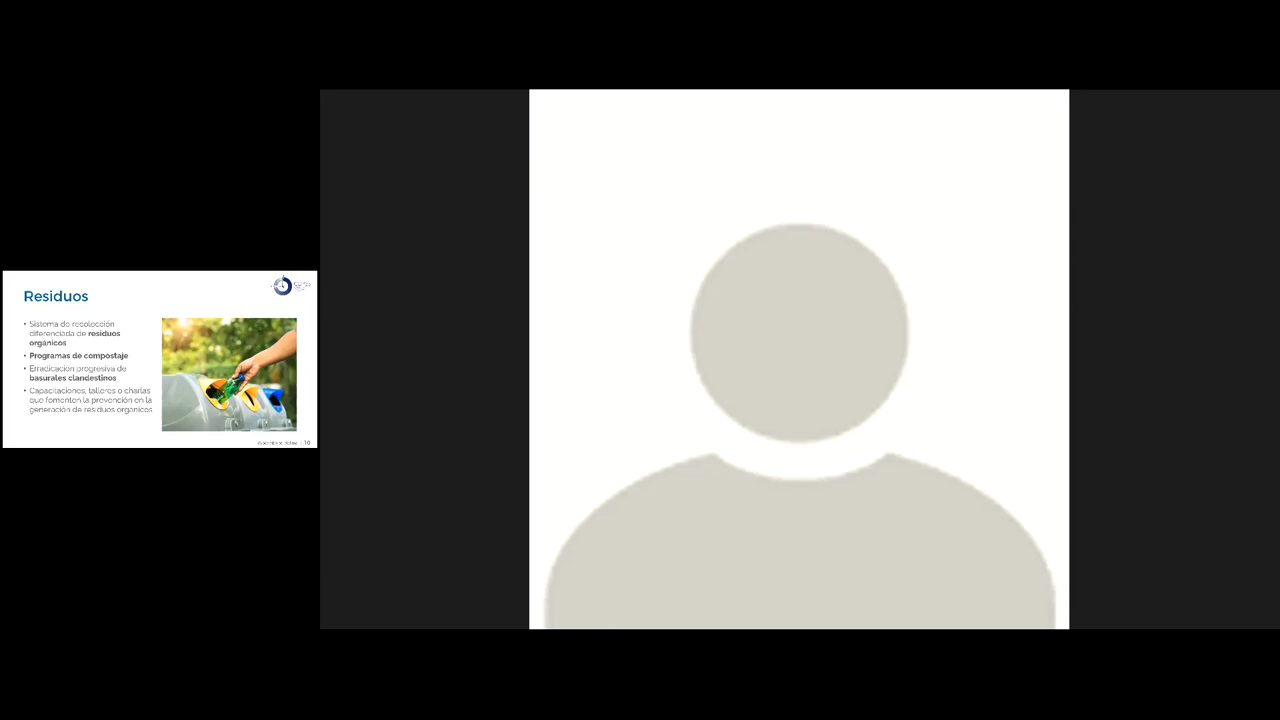 Residuos
• Sistema de recolección
diferenciada de residuos
orgánicos
• Programas de compostaje
• Erradicación progresiva de
basurales clandestinos
• Capacitaciones, talleres o charlas
que fomenten la prevención en la
generación de residuos orgánicos
| 10